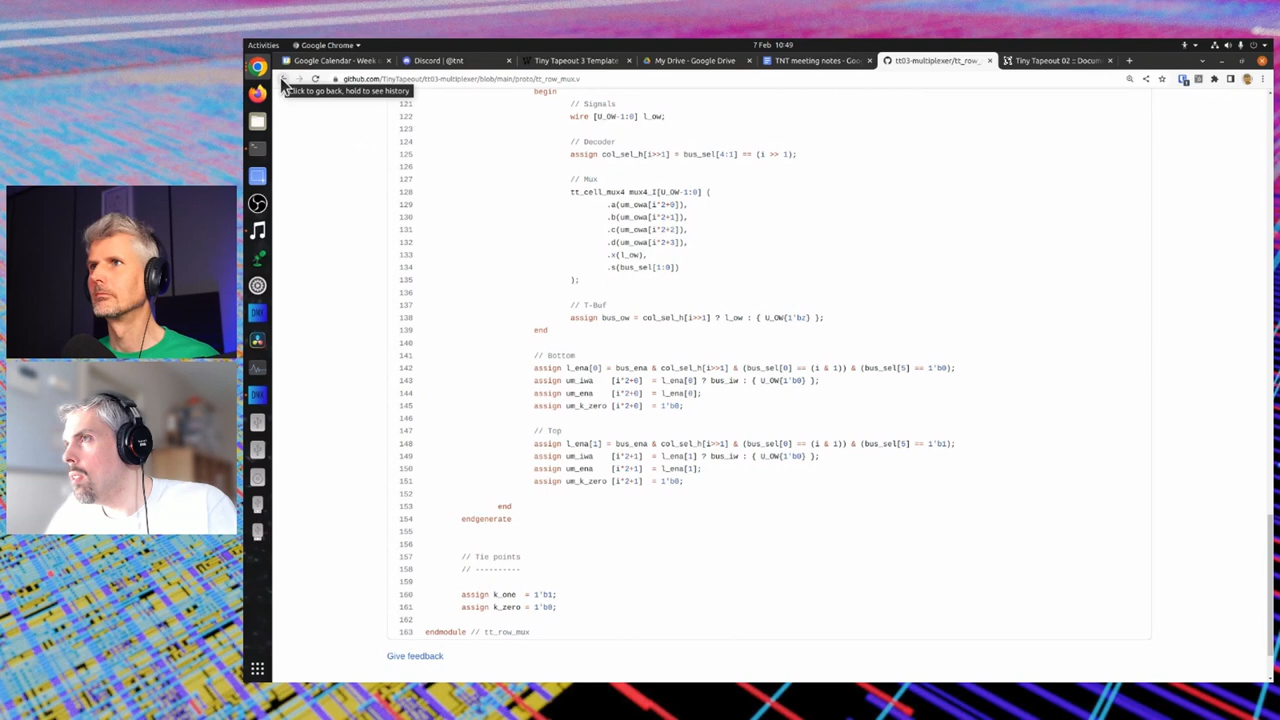 Activities
Google Chrome
7 Feb 10:49
Google Calendar - Week
Discord | @tnt
Tiny Tapeout 3 Template
My Drive - Google Drive
TNT meeting notes - Goo
tt03-multiplexer/tt_row_
Tiny Tapeout 02 :: Docum
github.com/TinyTapeout/tt03-multiplexer/blob/main/proto/tt_row_mux.v
Click to go back, hold to see history
begin
121 // Signals
122 wire [U_OW-1:0] l_ow;
123
124 // Decoder
125 assign col_sel_h[i>>1] = bus_sel[4:1] == (i >> 1);
126
127 // Mux
128 tt_cell_mux4 mux4_I[U_OW-1:0] (
129 .a(um_owa[i*2+0]),
130 .b(um_owa[i*2+1]),
131 .c(um_owa[i*2+2]),
132 .d(um_owa[i*2+3]),
133 .x(l_ow),
134 .s(bus_sel[1:0])
135 );
136
137 // T-Buf
138 assign bus_ow = col_sel_h[i>>1] ? l_ow : { U_OW{1'bz} };
139 end
140
141 // Bottom
142 assign l_ena[0] = bus_ena & col_sel_h[i>>1] & (bus_sel[0] == (i & 1)) & (bus_sel[5] == 1'b0);
143 assign um_iwa [i*2+0] = l_ena[0] ? bus_iw : { U_OW{1'b0} };
144 assign um_ena [i*2+0] = l_ena[0];
145 assign um_k_zero [i*2+0] = 1'b0;
146
147 // Top
148 assign l_ena[1] = bus_ena & col_sel_h[i>>1] & (bus_sel[0] == (i & 1)) & (bus_sel[5] == 1'b1);
149 assign um_iwa [i*2+1] = l_ena[1] ? bus_iw : { U_OW{1'b0} };
150 assign um_ena [i*2+1] = l_ena[1];
151 assign um_k_zero [i*2+1] = 1'b0;
152
153 end
154 endgenerate
155
156
157 // Tie points
158 // ----------
159
160 assign k_one = 1'b1;
161 assign k_zero = 1'b0;
162
163 endmodule // tt_row_mux
Give feedback